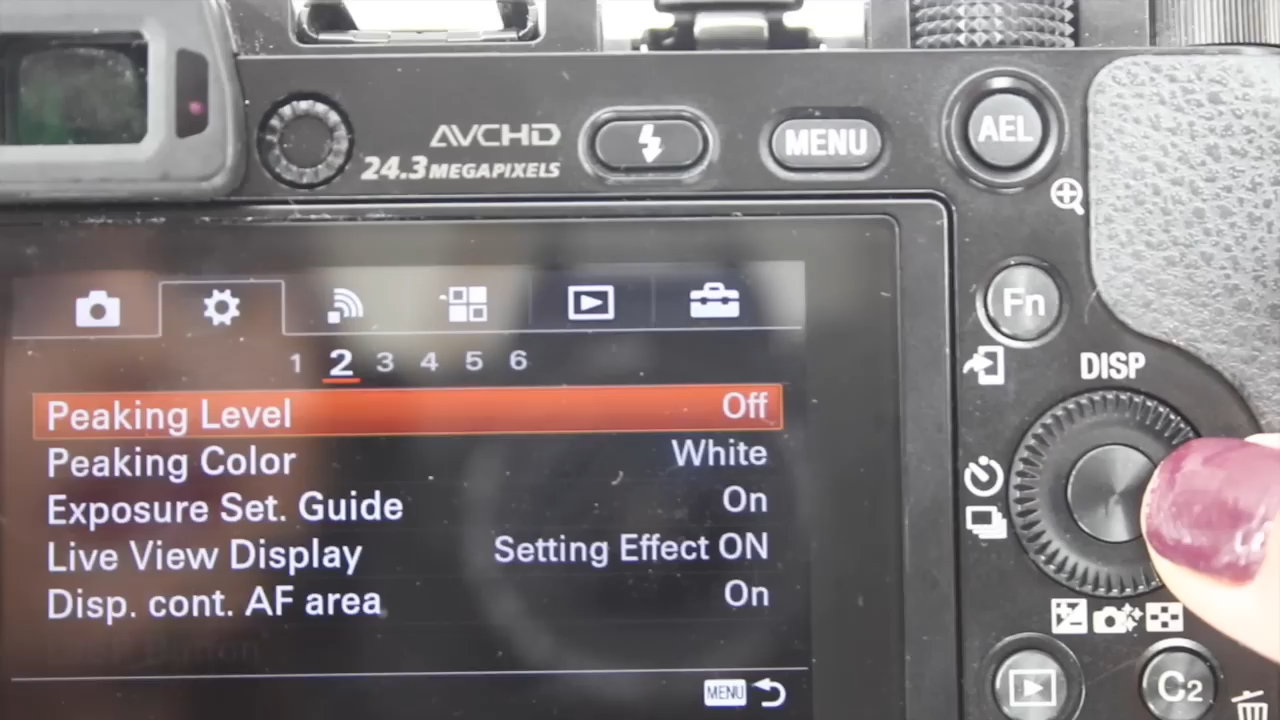 AVCHD
24.3 MEGAPIXELS
MENU
AEL
Fn
DISP
1 2 3 4 5 6
Peaking Level Off
Peaking Color White
Exposure Set. Guide On
Live View Display Setting Effect ON
Disp. cont. AF area On
MENU
C2